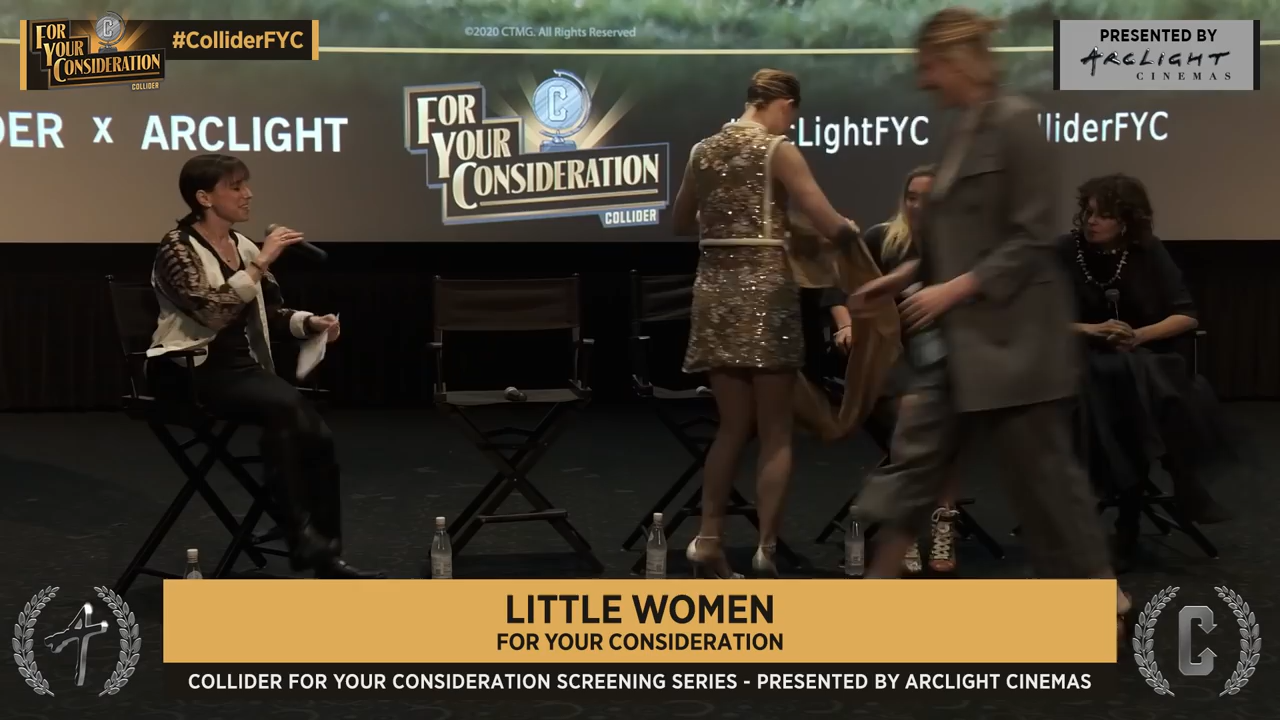 FOR
YOUR
CONSIDERATION
COLLIDER
#ColliderFYC
©2020 CTMG. All Rights Reserved
PRESENTED BY
ARCLIGHT
CINEMAS
DER x ARCLIGHT
FOR
YOUR
CONSIDERATION
COLLIDER
cLightFYC
lliderFYC
LITTLE WOMEN
FOR YOUR CONSIDERATION
COLLIDER FOR YOUR CONSIDERATION SCREENING SERIES - PRESENTED BY ARCLIGHT CINEMAS